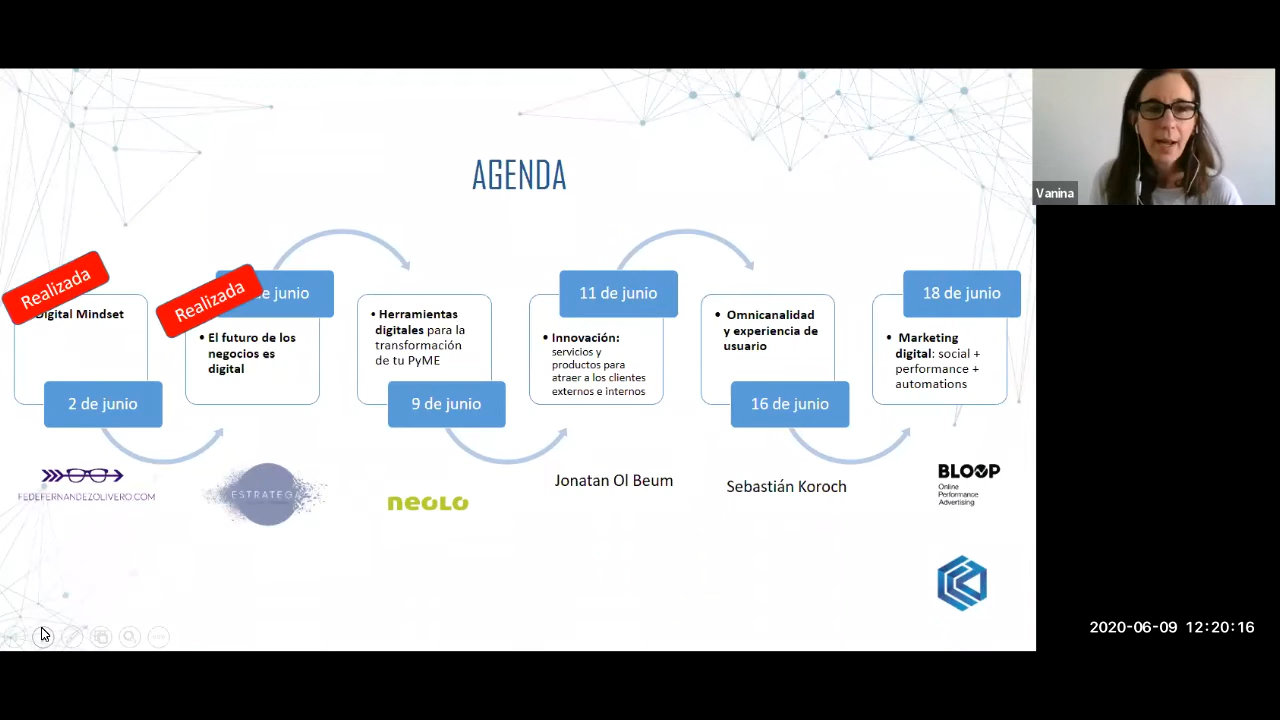 AGENDA
Vanina
Realizada
Digital Mindset
2 de junio
Realizada
de junio
• El futuro de los
negocios es
digital
• Herramientas
digitales para la
transformación
de tu PyME
9 de junio
11 de junio
• Innovación:
servicios y
productos para
atraer a los clientes
externos e internos
• Omnicanalidad
y experiencia de
usuario
16 de junio
18 de junio
• Marketing
digital: social +
performance +
automations
FEDEFERNANDEZOLIVERO.COM
ESTRATEGA
neolo
Jonatan Ol Beum
Sebastián Koroch
BLOOP
Online
Performance
Advertising
2020-06-09 12:20:16